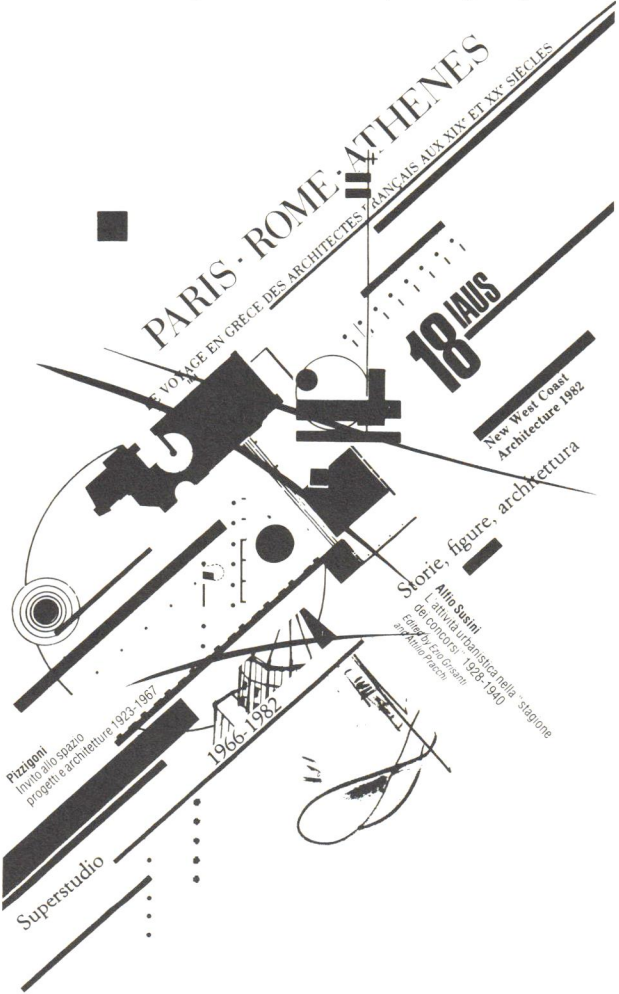 PARIS · ROME · ATHENES
LE VOYAGE EN GRÈCE DES ARCHITECTES FRANÇAIS AUX XIXe ET XXe SIÈCLES
18 IAUS
New West Coast
Architecture 1982
Storie, figure, architettura
Alfio Susini
L'attività urbanistica nella "stagione
dei concorsi" 1928-1940
Edited by Eno Grisanti
and Attilio Pracchi
Pizzigoni
Invito allo spazio
progetti e architetture 1923-1967
1966-1982
Superstudio